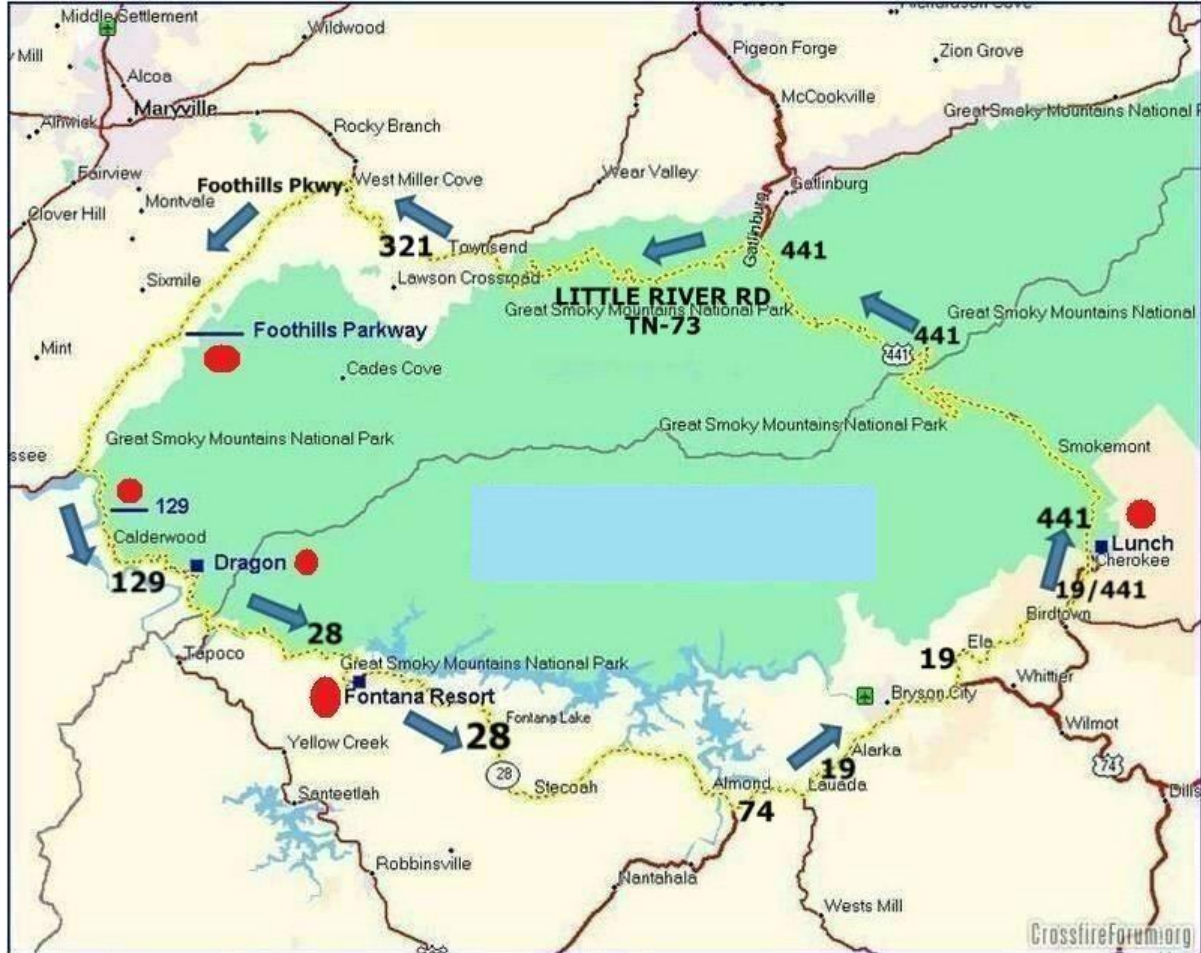 Middle Settlement
Wildwood
Pigeon Forge
Zion Grove
y Mill
Alcoa
McCookville
Maryville
Great Smoky Mountains National P
Rocky Branch
Fairview
Foothills Pkwy.
West Miller Cove
Wear Valley
Gatlinburg
Montvale
Clover Hill
Gatlinburg
321
Townsend
441
Sixmile
Lawson Crossroad
LITTLE RIVER RD
Great Smoky Mountains National Park
TN-73
Great Smoky Mountains National
Foothills Parkway
441
441
Mint
Cades Cove
Great Smoky Mountains National Park
Great Smoky Mountains National Park
Smokemont
ssee
129
Calderwood
441
Lunch
Cherokee
Dragon
129
19/441
28
Birdtown
Tapoco
Great Smoky Mountains National Park
Ela
19
Fontana Resort
Bryson City
Whittier
Fontana Lake
28
Wilmot
Yellow Creek
Alarka
74
28
Stecoah
Almond
19
Lauada
Santeetlah
74
Dills
Robbinsville
Nantahala
Wests Mill
CrossfireForum.org